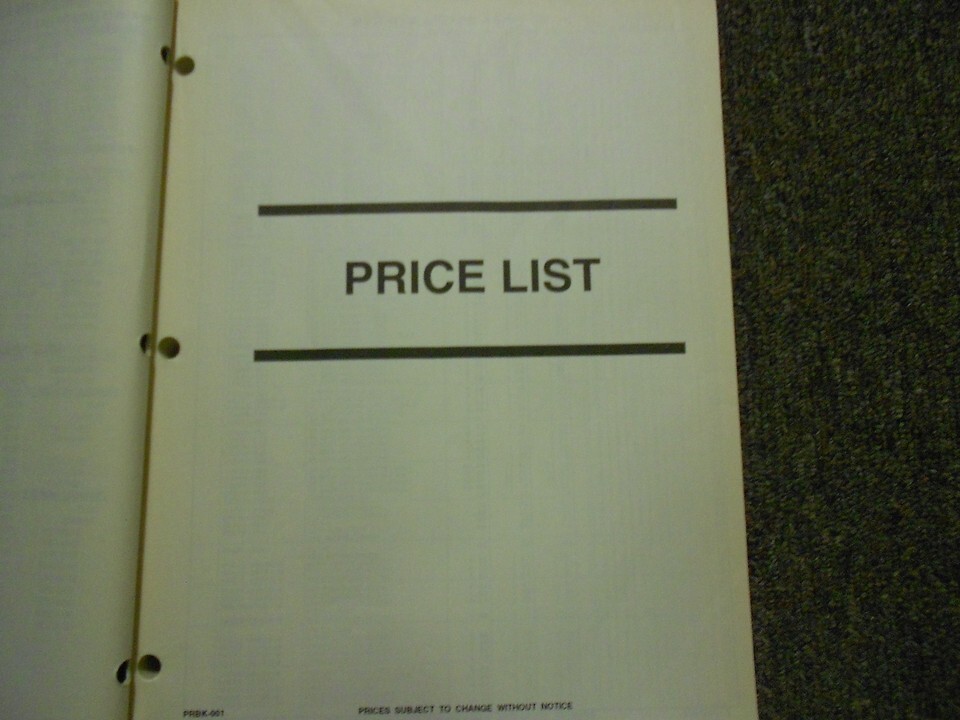 PRICE LIST
PRBK-001
PRICES SUBJECT TO CHANGE WITHOUT NOTICE